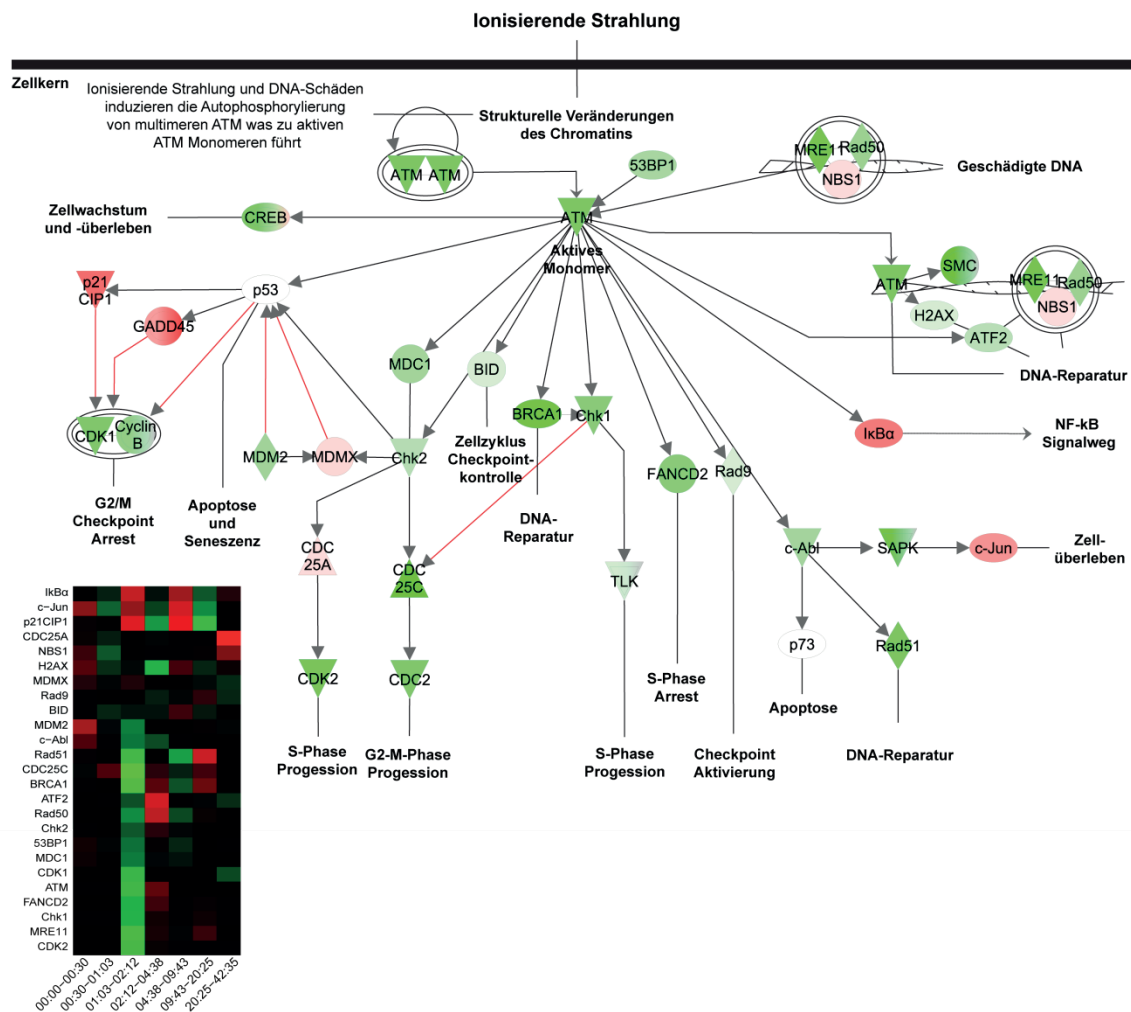 Ionisierende Strahlung
Zellkern
Ionisierende Strahlung und DNA-Schäden
induzieren die Autophosphorylierung
von multimeren ATM was zu aktiven
ATM Monomeren führt
Strukturelle Veränderungen
des Chromatins
ATM
ATM
53BP1
MRE11
Rad50
NBS1
Geschädigte DNA
Zellwachstum
und -überleben
CREB
ATM
Aktives
Monomer
p21
CIP1
p53
GADD45
ATM
SMC
H2AX
ATF2
MRE11
Rad50
NBS1
DNA-Reparatur
MDC1
BID
BRCA1
Chk1
CDK1
Cyclin
B
MDM2
MDMX
Chk2
Zellzyklus
Checkpoint-
kontrolle
FANCD2
Rad9
IκBα
NF-kB
Signalweg
G2/M
Checkpoint
Arrest
Apoptose
und
Seneszenz
DNA-
Reparatur
CDC
25A
CDC
25C
TLK
c-Abl
SAPK
c-Jun
Zell-
überleben
p73
Rad51
CDK2
CDC2
S-Phase
Arrest
Apoptose
S-Phase
Progession
G2-M-Phase
Progession
S-Phase
Progession
Checkpoint
Aktivierung
DNA-Reparatur
IkBα
c−Jun
p21CIP1
CDC25A
NBS1
H2AX
MDMX
Rad9
BID
MDM2
c−Abl
Rad51
CDC25C
BRCA1
ATF2
Rad50
Chk2
53BP1
MDC1
CDK1
ATM
FANCD2
Chk1
MRE11
CDK2
00:00−00:30
00:30−01:03
01:03−02:12
02:12−04:38
04:38−09:43
09:43−20:25
20:25−42:35